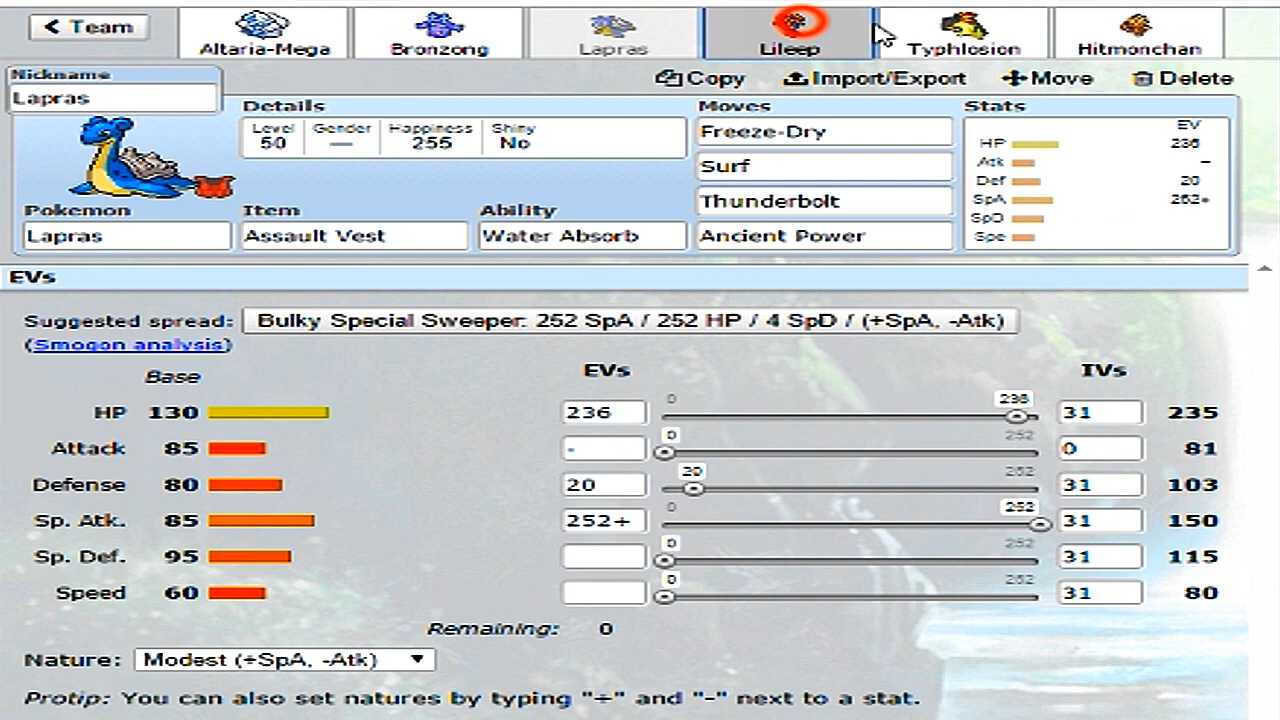 < Team
Altaria-Mega Bronzong Lapras Lileep Typhlosion Hitmonchan
Copy Import/Export Move Delete
Nickname
Lapras
Details Moves Stats
Level Gender Happiness Shiny
50 — 255 No
Pokemon Item Ability
Lapras Assault Vest Water Absorb
Freeze-Dry
Surf
Thunderbolt
Ancient Power
EV
HP 236
Atk -
Def 20
SpA 252+
SpD
Spe
EVs
Suggested spread: Bulky Special Sweeper: 252 SpA / 252 HP / 4 SpD / (+SpA, -Atk)
(Smogon analysis)
Base EVs IVs
HP 130 236 0 236 31 235
Attack 85 - 0 252 0 81
Defense 80 20 20 252 31 103
Sp. Atk. 85 252+ 0 252 31 150
Sp. Def. 95 0 252 31 115
Speed 60 0 252 31 80
Remaining: 0
Nature: Modest (+SpA, -Atk)
Protip: You can also set natures by typing "+" and "-" next to a stat.